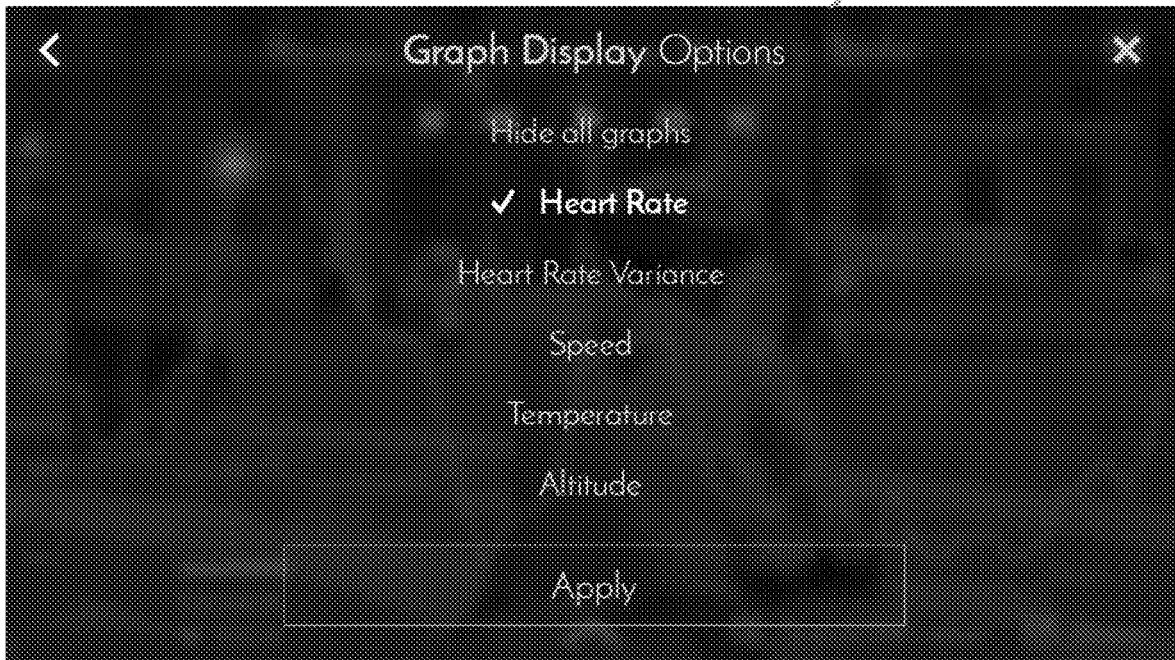 Graph Display Options
Hide all graphs
✓ Heart Rate
Heart Rate Variance
Speed
Temperature
Altitude
Apply